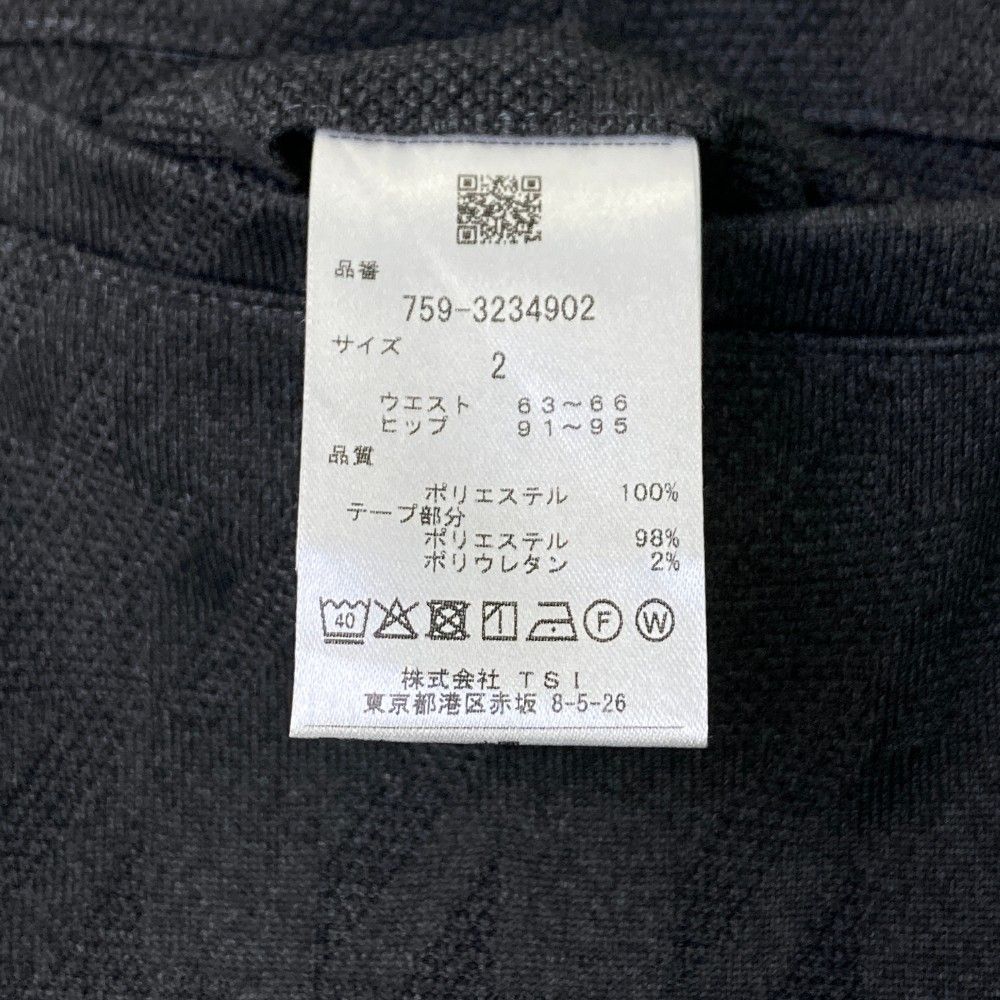 品番
759-3234902
サイズ
2
ウエスト 63～66
ヒップ 91～95
品質
ポリエステル 100%
テープ部分
ポリエステル 98%
ポリウレタン 2%
40 F W
株式会社 TSI
東京都港区赤坂 8-5-26